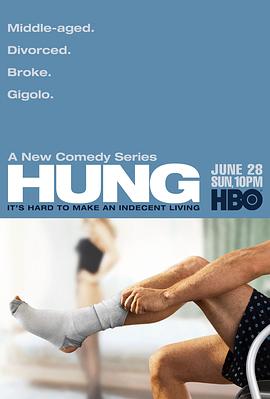 Middle-aged.
Divorced.
Broke.
Gigolo.
A New Comedy Series
HUNG
JUNE 28
SUN, 10PM
HBO
IT'S HARD TO MAKE AN INDECENT LIVING